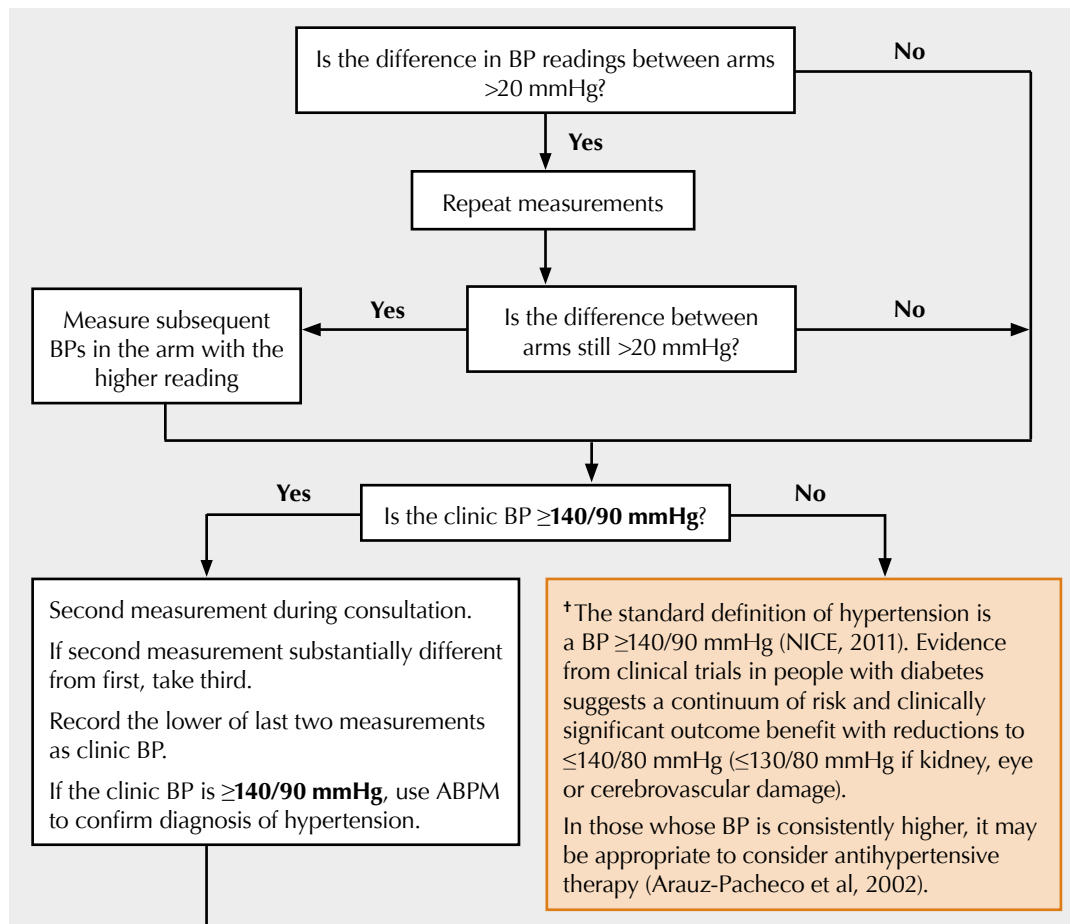 Is the difference in BP readings between arms
>20 mmHg?
No
Yes
Repeat measurements
Measure subsequent
BPs in the arm with the
higher reading
Yes
Is the difference between
arms still >20 mmHg?
No
Yes
Is the clinic BP ≥140/90 mmHg?
No
Second measurement during consultation.
If second measurement substantially different
from first, take third.
Record the lower of last two measurements
as clinic BP.
If the clinic BP is ≥140/90 mmHg, use ABPM
to confirm diagnosis of hypertension.
†The standard definition of hypertension is
a BP ≥140/90 mmHg (NICE, 2011). Evidence
from clinical trials in people with diabetes
suggests a continuum of risk and clinically
significant outcome benefit with reductions to
≤140/80 mmHg (≤130/80 mmHg if kidney, eye
or cerebrovascular damage).
In those whose BP is consistently higher, it may
be appropriate to consider antihypertensive
therapy (Arauz-Pacheco et al, 2002).